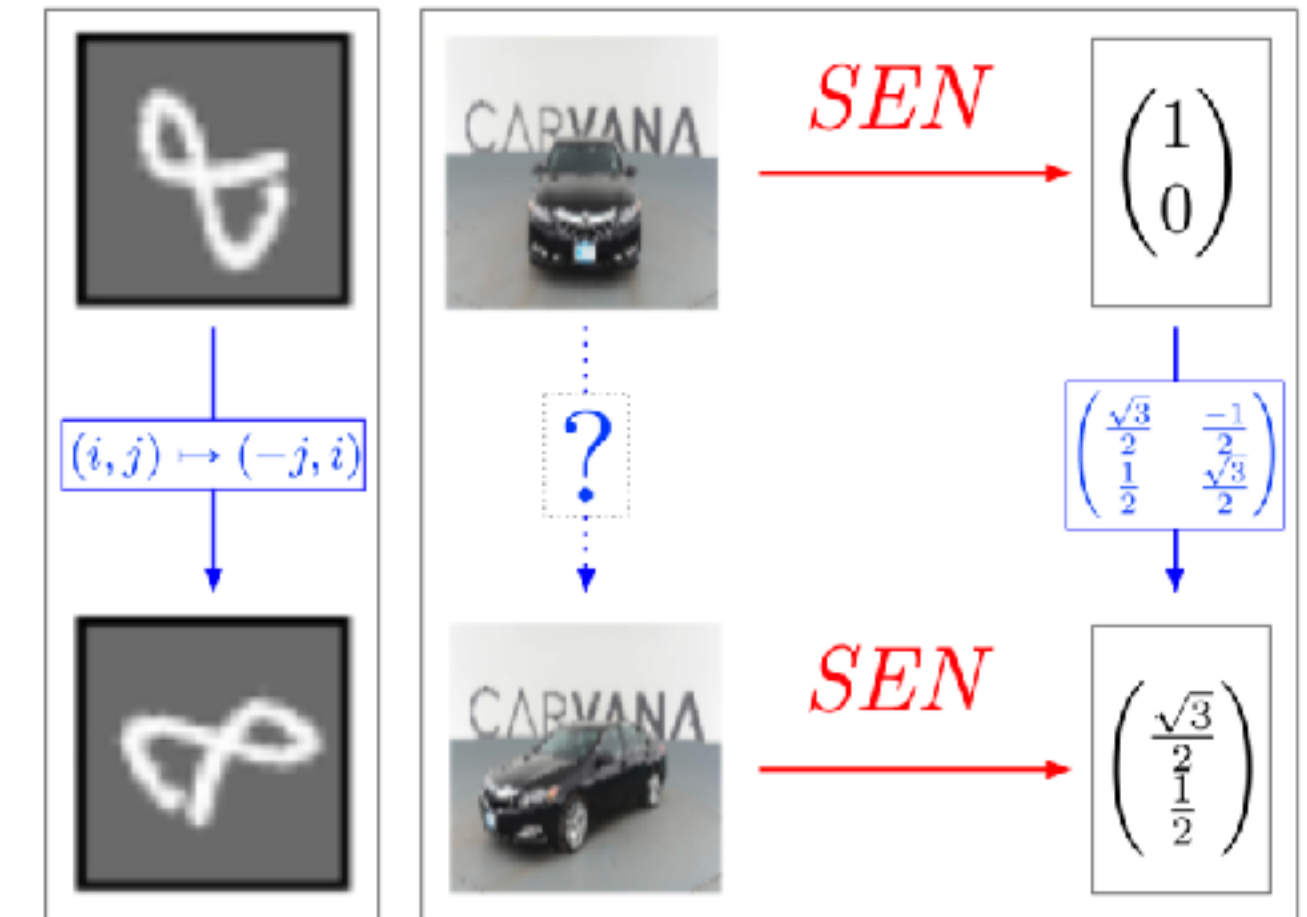 (i, j) ↦ (−j, i)
CARVANA
SEN
(1
0)
?
(√3/2 −1/2
1/2 √3/2)
CARVANA
SEN
(√3/2
1/2)